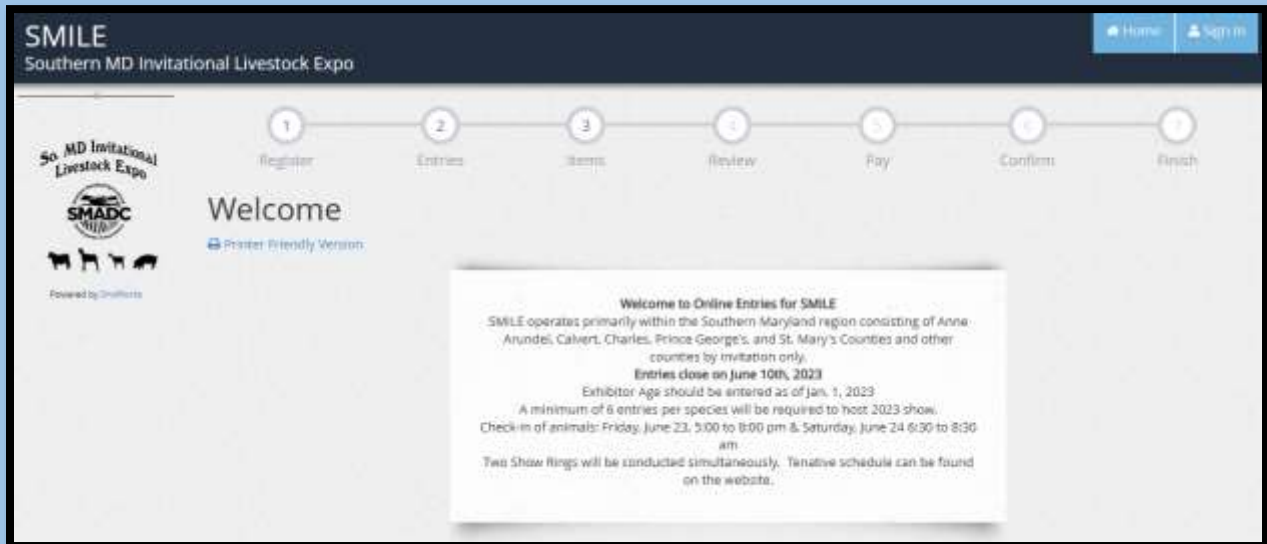 SMILE
Southern MD Invitational Livestock Expo
Home
Sign In
So. MD Invitational
Livestock Expo
SMADC
Powered by
1
Register
2
Entries
3
Items
4
Review
5
Pay
6
Confirm
7
Finish
Welcome
Printer Friendly Version
Welcome to Online Entries for SMILE
SMILE operates primarily within the Southern Maryland region consisting of Anne
Arundel, Calvert, Charles, Prince George's, and St. Mary's Counties and other
counties by invitation only.
Entries close on June 10th, 2023
Exhibitor Age should be entered as of Jan. 1, 2023
A minimum of 6 entries per species will be required to host 2023 show.
Check-in of animals: Friday, June 23, 5:00 to 8:00 pm & Saturday, June 24 6:30 to 8:30
am
Two Show Rings will be conducted simultaneously. Tenative schedule can be found
on the website.